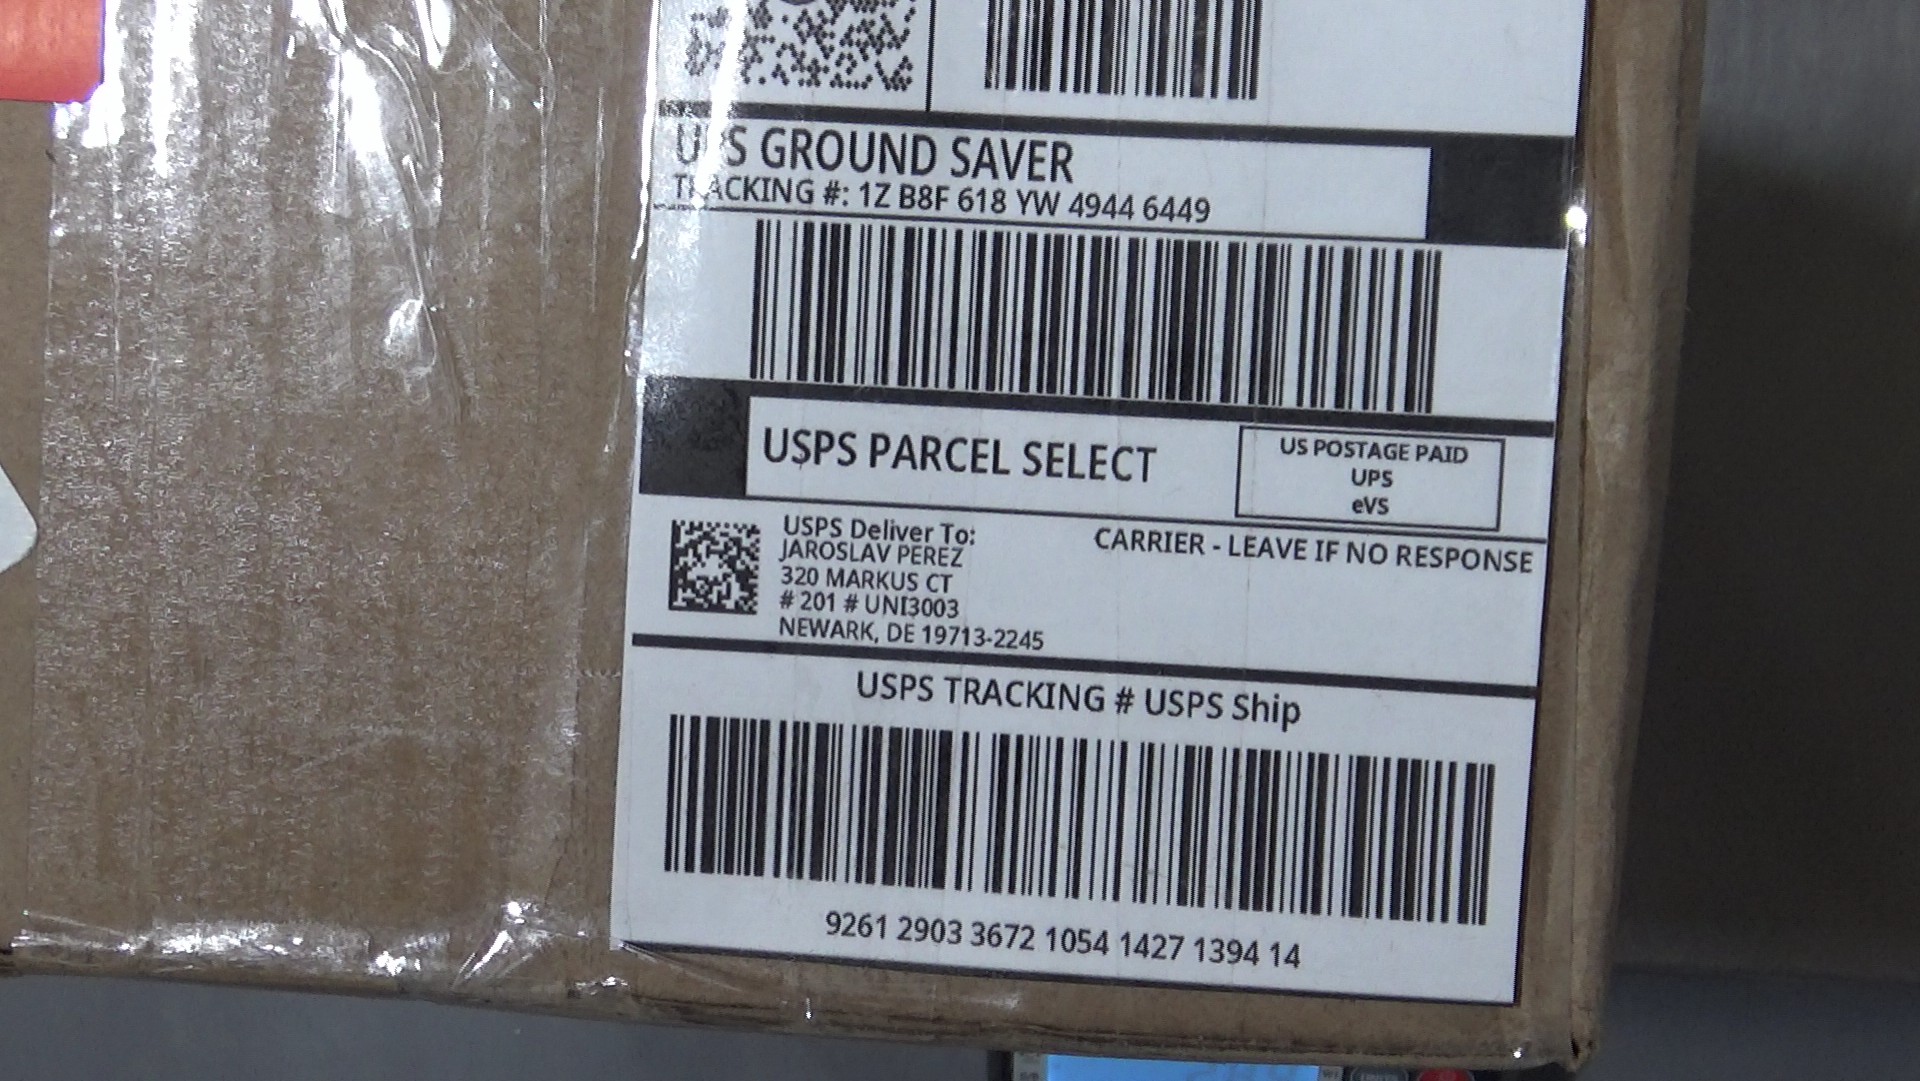 UPS GROUND SAVER
TRACKING #: 1Z B8F 618 YW 4944 6449
USPS PARCEL SELECT
US POSTAGE PAID
UPS
eVS
USPS Deliver To:
JAROSLAV PEREZ
320 MARKUS CT
# 201 # UNI3003
NEWARK, DE 19713-2245
CARRIER - LEAVE IF NO RESPONSE
USPS TRACKING # USPS Ship
9261 2903 3672 1054 1427 1394 14